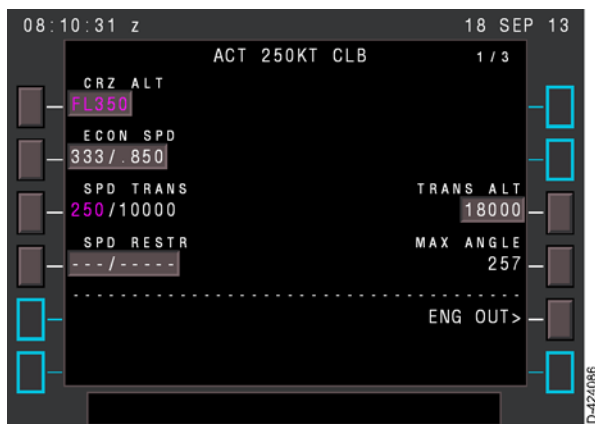 08:10:31 z 18 SEP 13
ACT 250KT CLB 1/3
CRZ ALT
FL350
ECON SPD
333/.850
SPD TRANS TRANS ALT
250/10000 18000
SPD RESTR MAX ANGLE
---/----- 257
--------------------------------------
ENG OUT>
D-424086